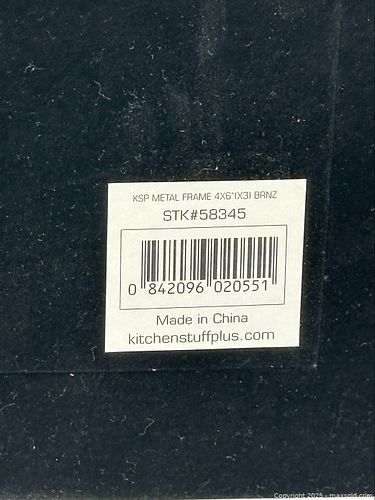 KSP METAL FRAME 4X6"(X3) BRNZ
STK#58345
0 842096 020551
Made in China
kitchenstuffplus.com
Copyright 2025 - maxsold.com